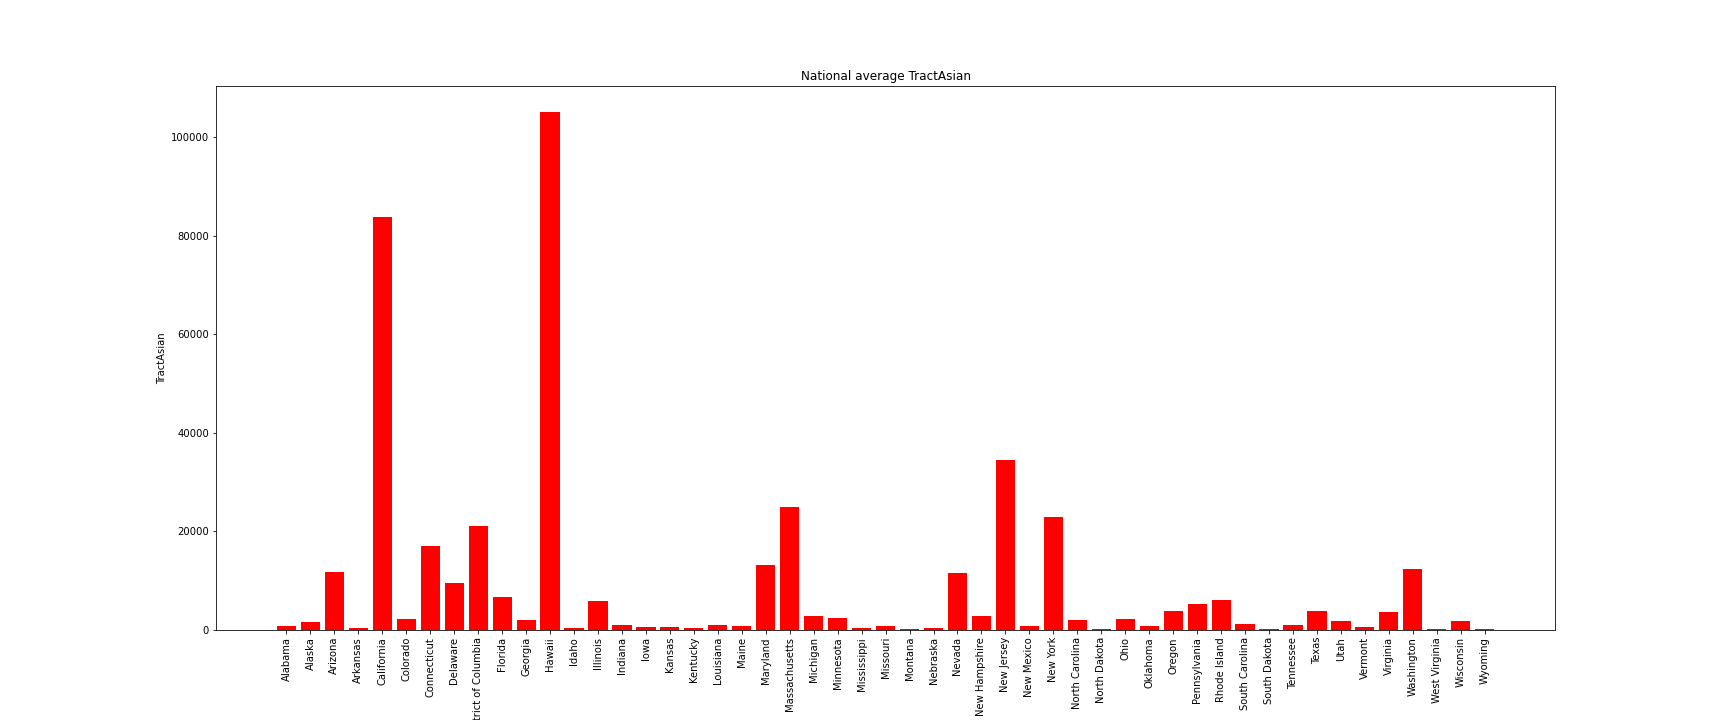 National average TractAsian
100000
80000
60000
40000
20000
0
TractAsian
Alabama
Alaska
Arizona
Arkansas
California
Colorado
Connecticut
Delaware
trict of Columbia
Florida
Georgia
Hawaii
Idaho
Illinois
Indiana
Iowa
Kansas
Kentucky
Louisiana
Maine
Maryland
Massachusetts
Michigan
Minnesota
Mississippi
Missouri
Montana
Nebraska
Nevada
New Hampshire
New Jersey
New Mexico
New York
North Carolina
North Dakota
Ohio
Oklahoma
Oregon
Pennsylvania
Rhode Island
South Carolina
South Dakota
Tennessee
Texas
Utah
Vermont
Virginia
Washington
West Virginia
Wisconsin
Wyoming